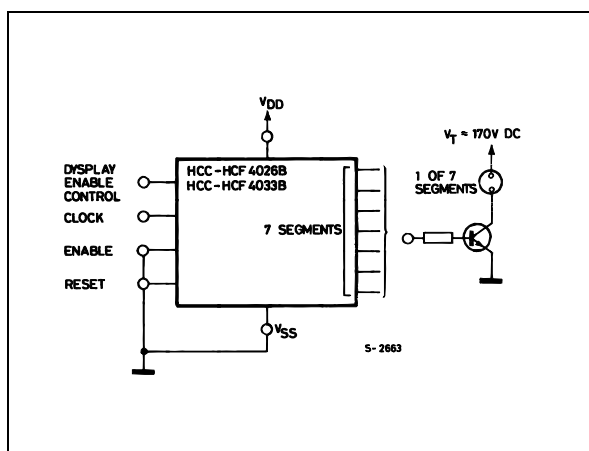 VDD
DYSPLAY
ENABLE
CONTROL
CLOCK
ENABLE
RESET
HCC-HCF 4026B
HCC-HCF 4033B
7 SEGMENTS
VSS
S-2663
VT ≈ 170V DC
1 OF 7
SEGMENTS